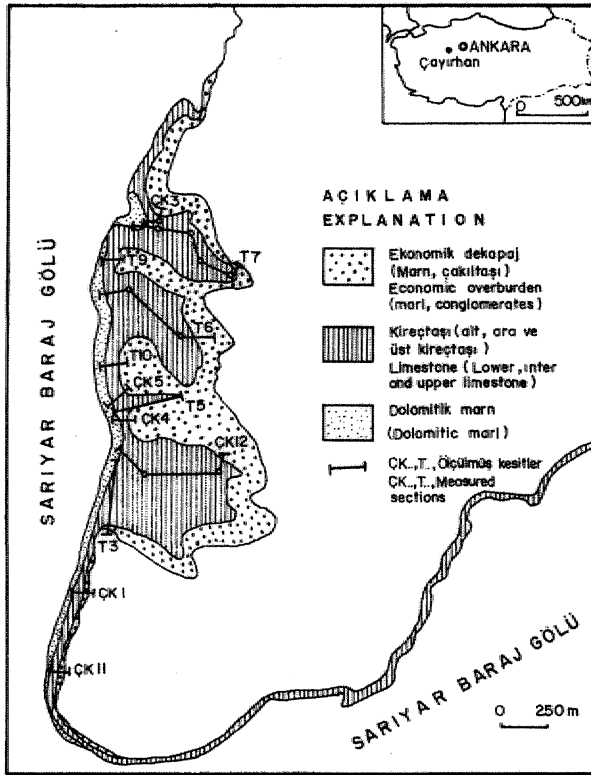 ANKARA
Çayırhan
0 500km
AÇIKLAMA
EXPLANATION
Ekonomik dekapaj
(Marn, çakıltaşı)
Economic overburden
(marl, conglomerates)
Kireçtaşı (alt, ara ve
üst kireçtaşı)
Limestone (Lower, inter
and upper limestone)
Dolomitik marn
(Dolomitic marl)
ÇK.., T.., Ölçülmüş kesitler
ÇK.., T.., Measured
sections
SARIYAR BARAJ GÖLÜ
ÇK3
T7
T9
T6
T10
ÇK5
T5
ÇK4
ÇK12
T3
ÇK1
ÇK11
SARIYAR BARAJ GÖLÜ
0 250m